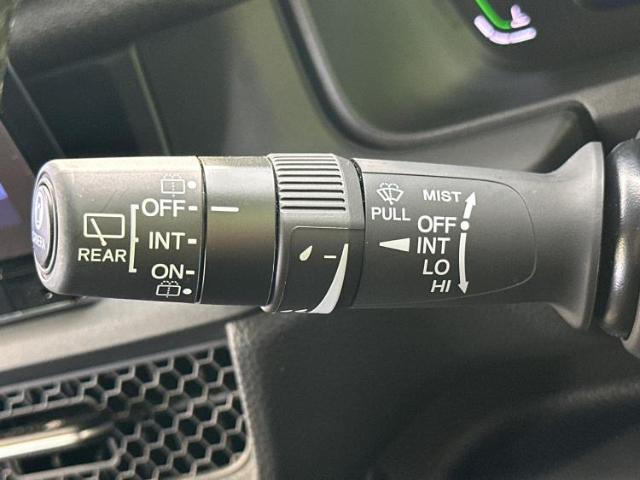 OFF
REAR
INT
ON
PULL
MIST
OFF
INT
LO
HI